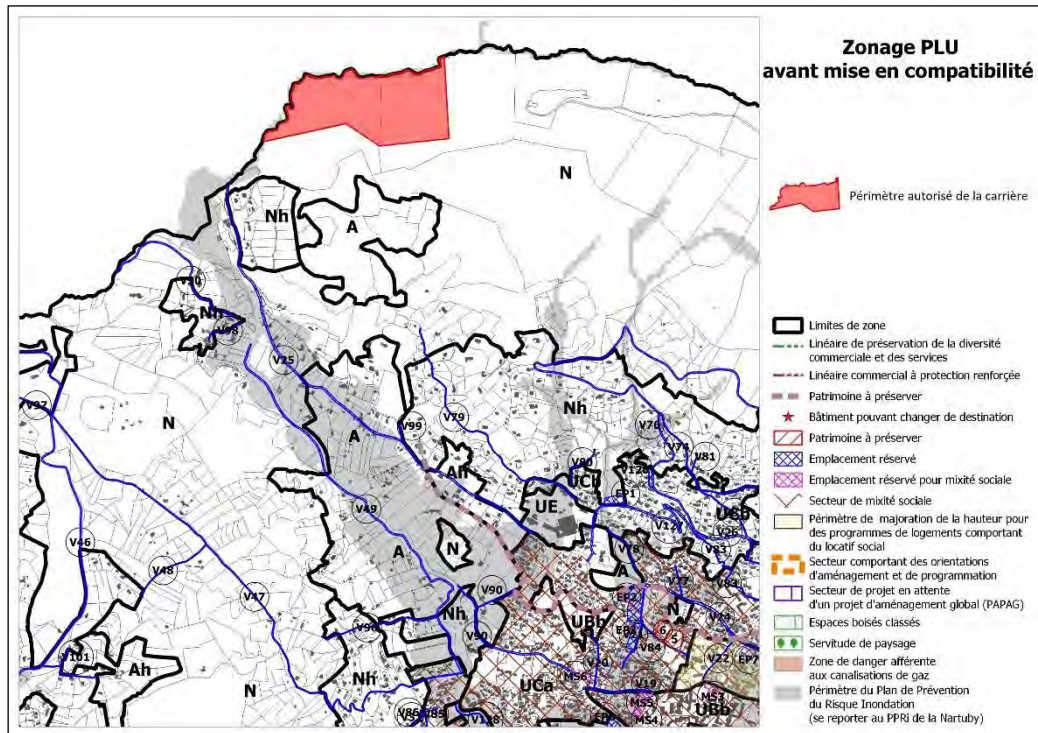 Zonage PLU
avant mise en compatibilité
Périmètre autorisé de la carrière
Limites de zone
Linéaire de préservation de la diversité
commerciale et des services
Linéaire commercial à protection renforçée
Patrimoine à préserver
Bâtiment pouvant changer de destination
Patrimoine à préserver
Emplacement réservé
Emplacement réservé pour mixité sociale
Secteur de mixité sociale
Périmètre de majoration de la hauteur pour
des programmes de logements comportant
du locatif social
Secteur comportant des orientations
d'aménagement et de programmation
Secteur de projet en attente
d'un projet d'aménagement global (PAPAG)
Espaces boisés classés
Servitude de paysage
Zone de danger afférente
aux canalisations de gaz
Périmètre du Plan de Prévention
du Risque Inondation
(se reporter au PPRi de la Nartuby)
N
Nh
A
Nh
V98
V25
V97
N
A
V99
V79
Nh
V70
V74
V81
Ah
UCb
EP1
UE
UCb
V49
V127
V26
V83
V46
A
N
V78
A
V48
V47
V90
EP2
V77
N
Nh
V90
UBb
6
5
V96
V84
V20
V22
EP7
V101
Ah
Nh
N
UCa
MS6
V19
MS5
MS3
UBb
V86
V85
V128
MS4